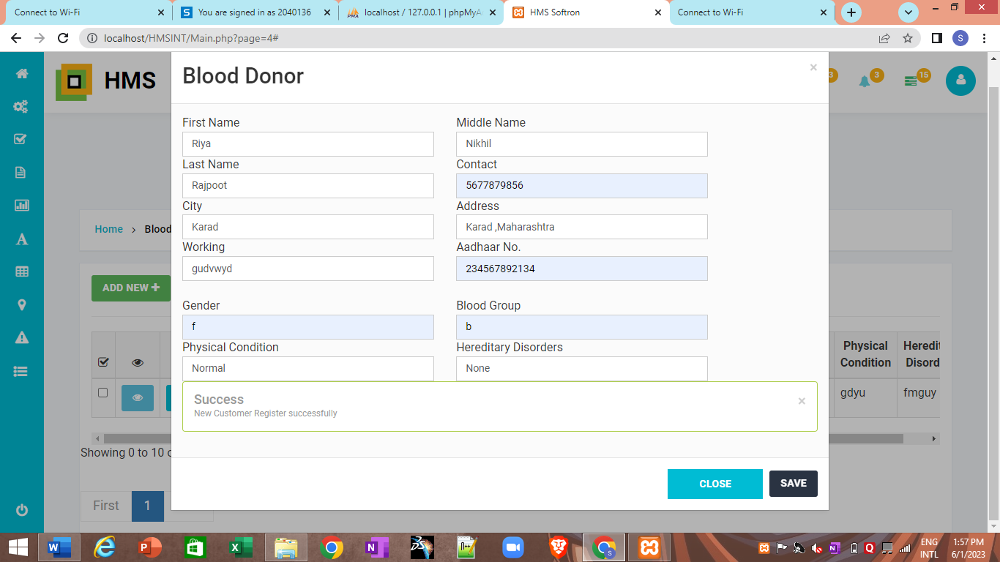 Connect to Wi-Fi
You are signed in as 2040136
localhost / 127.0.0.1 | phpMyA
HMS Softron
Connect to Wi-Fi
localhost/HMSINT/Main.php?page=4#
S
HMS
Blood Donor
3
3
15
First Name
Middle Name
Riya
Nikhil
Last Name
Contact
Rajpoot
5677879856
City
Address
Karad
Karad ,Maharashtra
Home
Blood
Working
Aadhaar No.
gudvwyd
234567892134
ADD NEW
Gender
Blood Group
f
b
Physical Condition
Hereditary Disorders
Physical
Condition
Heredit
Disord
Normal
None
gdyu
fmguy
Success
New Customer Register successfully
Showing 0 to 10 o
CLOSE
SAVE
First
1
ENG
INTL
1:57 PM
6/1/2023